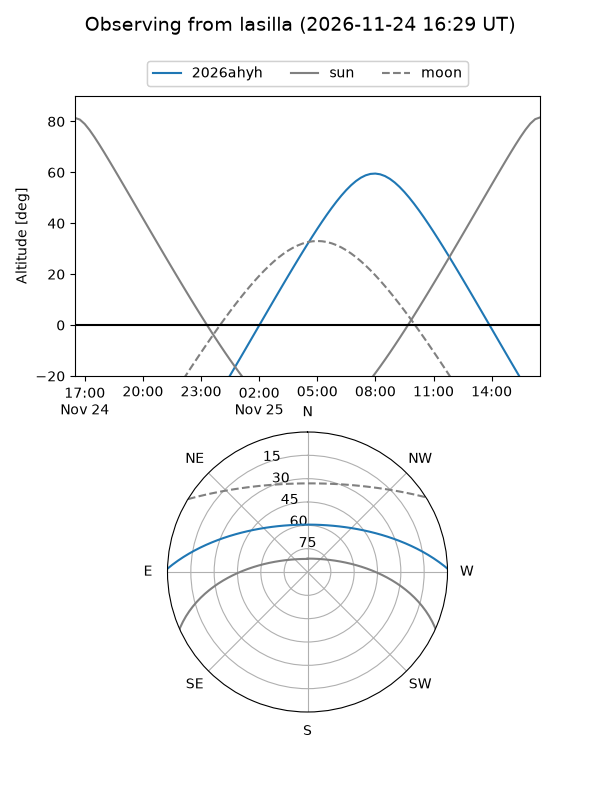 Observing from lasilla (2026-11-24 16:29 UT)
2026ahyh sun moon
Altitude [deg]
80
60
40
20
0
−20
17:00 20:00 23:00 02:00 05:00 08:00 11:00 14:00
Nov 24 Nov 25
N
NE NW
15
30
45
60
75
E W
SE SW
S